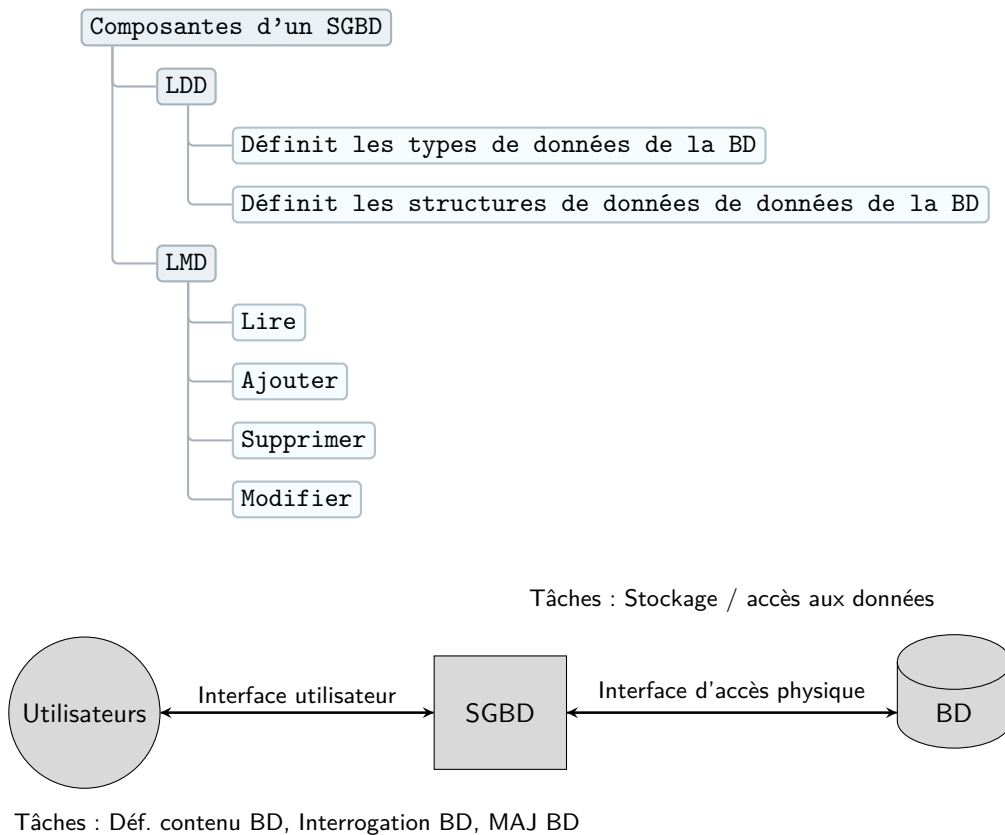 Composantes d'un SGBD
LDD
Définit les types de données de la BD
Définit les structures de données de données de la BD
LMD
Lire
Ajouter
Supprimer
Modifier
Tâches : Stockage / accès aux données
Utilisateurs
Interface utilisateur
SGBD
Interface d'accès physique
BD
Tâches : Déf. contenu BD, Interrogation BD, MAJ BD